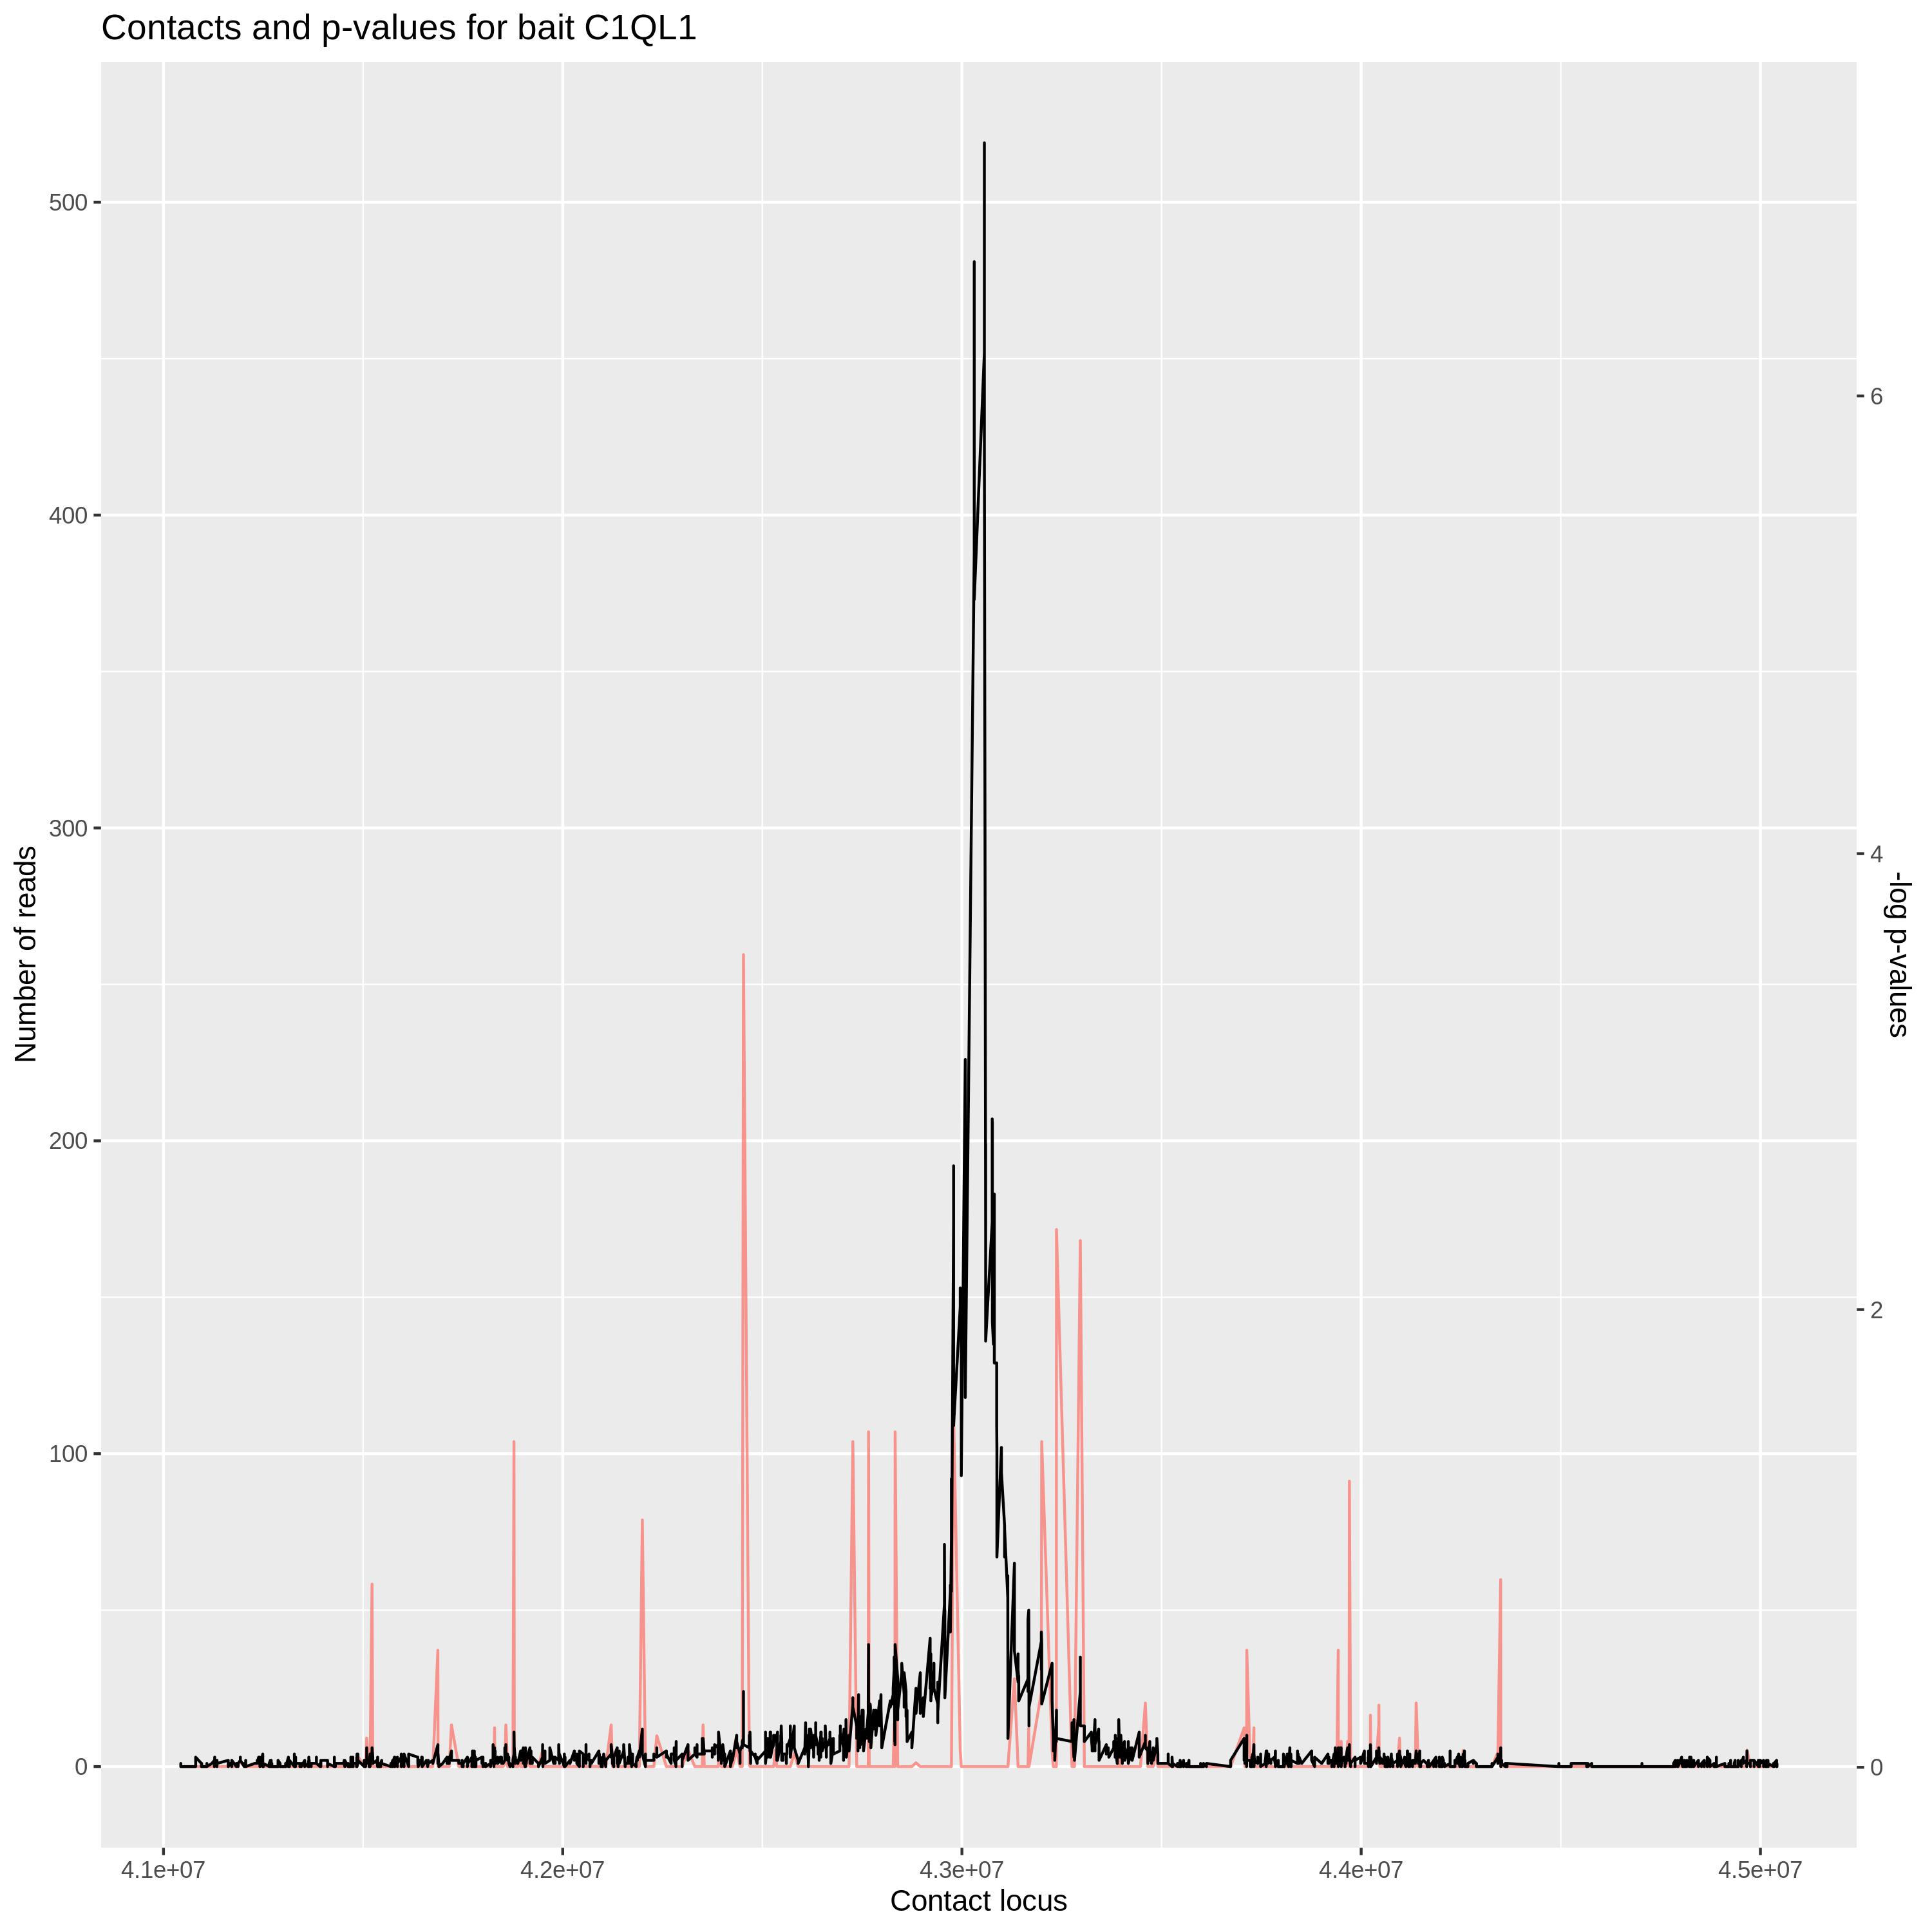 Contacts and p-values for bait C1QL1
500
400
300
200
100
0
Number of reads
6
4
2
0
-log p-values
4.1e+07 4.2e+07 4.3e+07 4.4e+07 4.5e+07
Contact locus